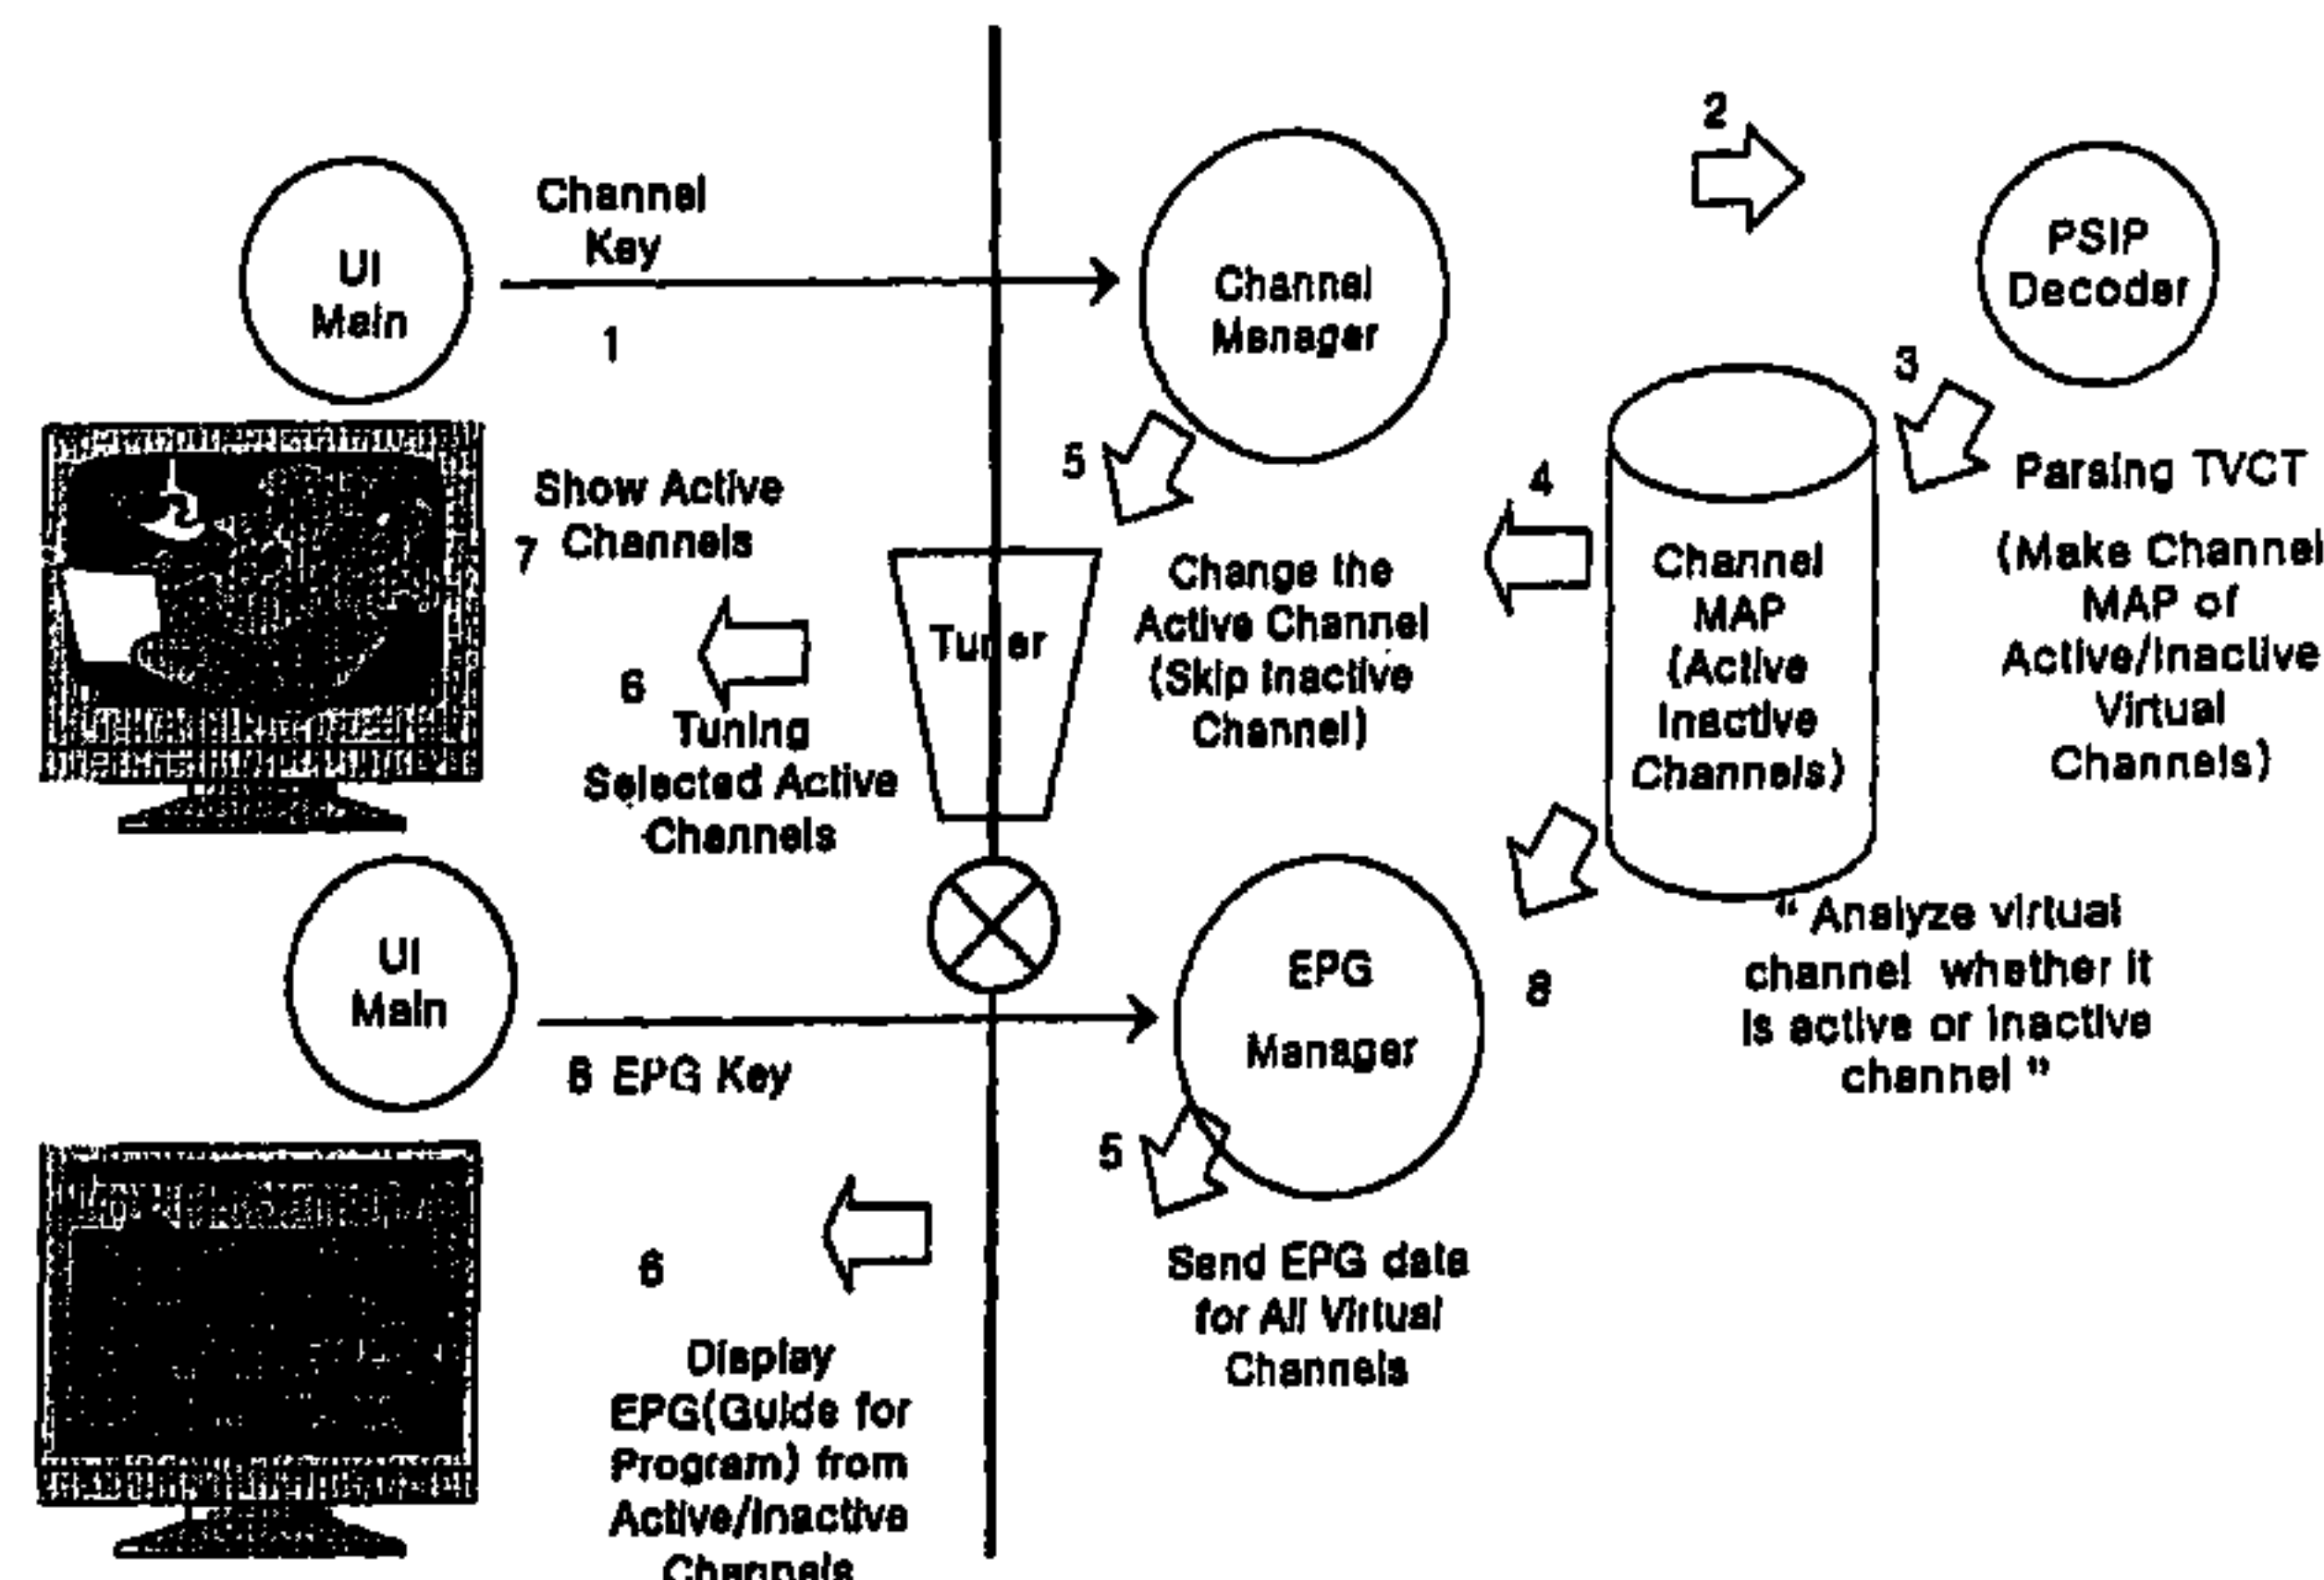 UI
Main
Channel
Key
1
Channel
Manager
2
PSIP
Decoder
3
Parsing TVCT
(Make Channel
MAP of
Active/Inactive
Virtual
Channels)
Channel
MAP
(Active
Inactive
Channels)
4
5
Change the
Active Channel
(Skip Inactive
Channel)
Tuner
6
Tuning
Selected Active
Channels
Show Active
7 Channels
UI
Main
8 EPG Key
EPG
Manager
8
“ Analyze virtual
channel whether it
is active or inactive
channel ”
5
Send EPG data
for All Virtual
Channels
6
Display
EPG(Guide for
Program) from
Active/Inactive
Channels